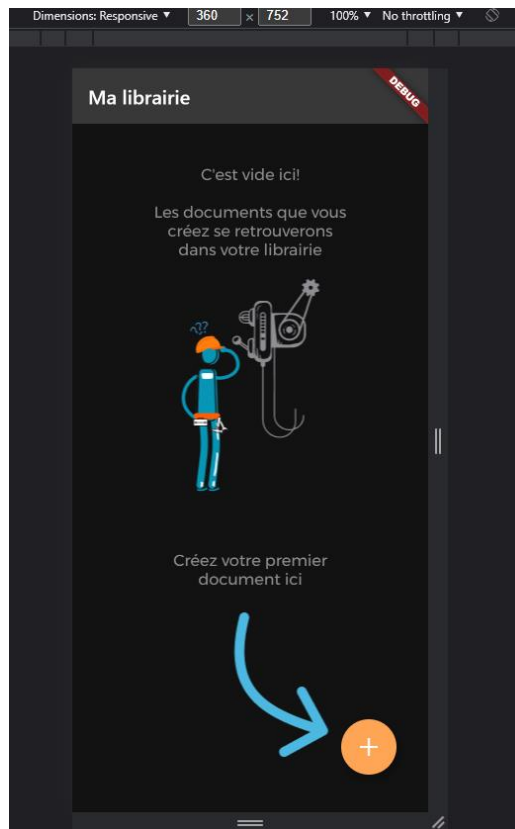 Dimensions: Responsive ▼ 360 × 752 100% ▼ No throttling ▼
Ma librairie
DEBUG
C'est vide ici!
Les documents que vous
créez se retrouverons
dans votre librairie
???
Créez votre premier
document ici
+